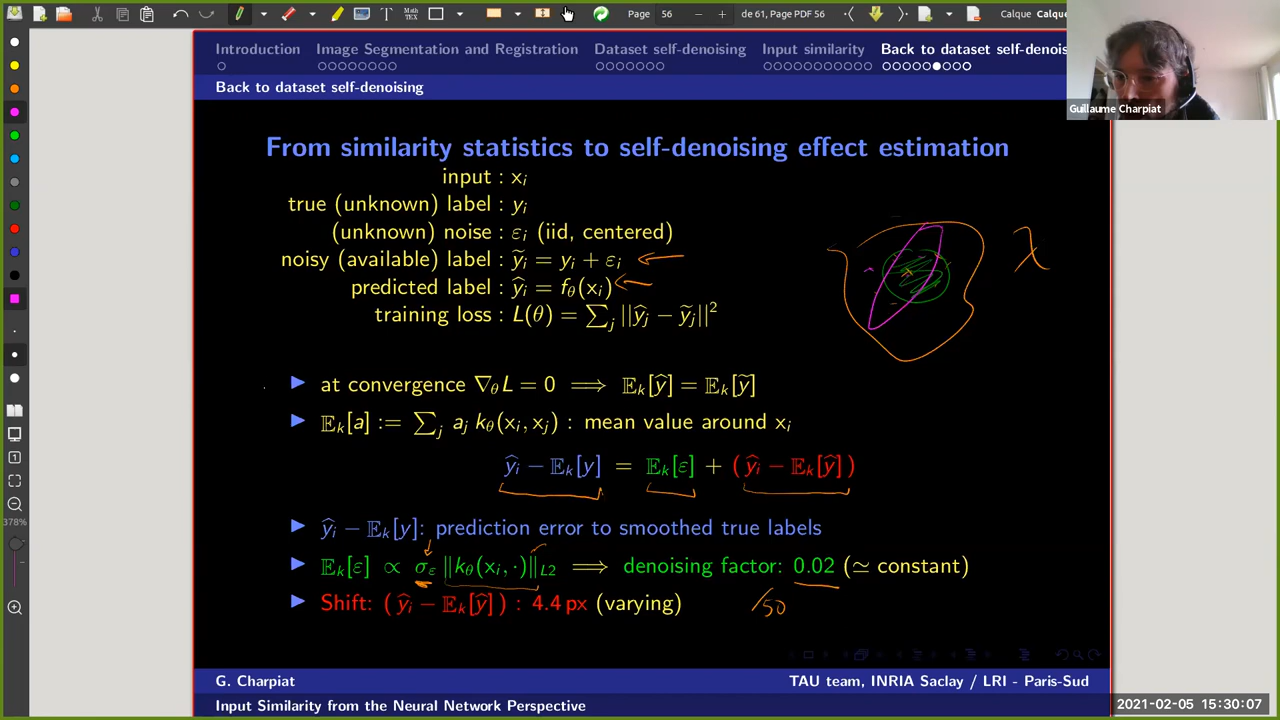 Page 56 de 61, Page PDF 56 Calque Calqu
Introduction Image Segmentation and Registration Dataset self-denoising Input similarity Back to dataset self-denois
Guillaume Charpiat
Back to dataset self-denoising
From similarity statistics to self-denoising effect estimation
input : xᵢ
true (unknown) label : yᵢ
(unknown) noise : εᵢ (iid, centered)
noisy (available) label : ỹᵢ = yᵢ + εᵢ
predicted label : ŷᵢ = f_θ(xᵢ)
training loss : L(θ) = ∑ⱼ ||ŷⱼ − ỹⱼ||²
λ
at convergence ∇_θ L = 0 ⟹ 𝔼ₖ[ŷ] = 𝔼ₖ[ỹ]
𝔼ₖ[a] := ∑ⱼ aⱼ k_θ(xᵢ, xⱼ) : mean value around xᵢ
ŷᵢ − 𝔼ₖ[y] = 𝔼ₖ[ε] + (ŷᵢ − 𝔼ₖ[ŷ])
ŷᵢ − 𝔼ₖ[y]: prediction error to smoothed true labels
𝔼ₖ[ε] ∝ σ_ε ||k_θ(xᵢ, ·)||_L2 ⟹ denoising factor: 0.02 (≃ constant)
Shift: (ŷᵢ − 𝔼ₖ[ŷ]) : 4.4 px (varying)
/50
378%
G. Charpiat TAU team, INRIA Saclay / LRI - Paris-Sud
Input Similarity from the Neural Network Perspective
2021-02-05 15:30:07